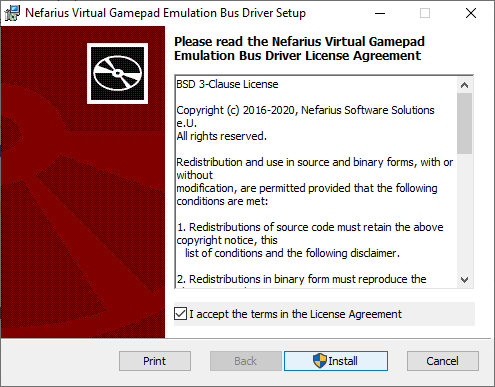 Nefarius Virtual Gamepad Emulation Bus Driver Setup
Please read the Nefarius Virtual Gamepad
Emulation Bus Driver License Agreement
BSD 3-Clause License
Copyright (c) 2016-2020, Nefarius Software Solutions
e.U.
All rights reserved.
Redistribution and use in source and binary forms, with or
without
modification, are permitted provided that the following
conditions are met:
1. Redistributions of source code must retain the above
copyright notice, this
list of conditions and the following disclaimer.
2. Redistributions in binary form must reproduce the
I accept the terms in the License Agreement
Print
Back
Install
Cancel